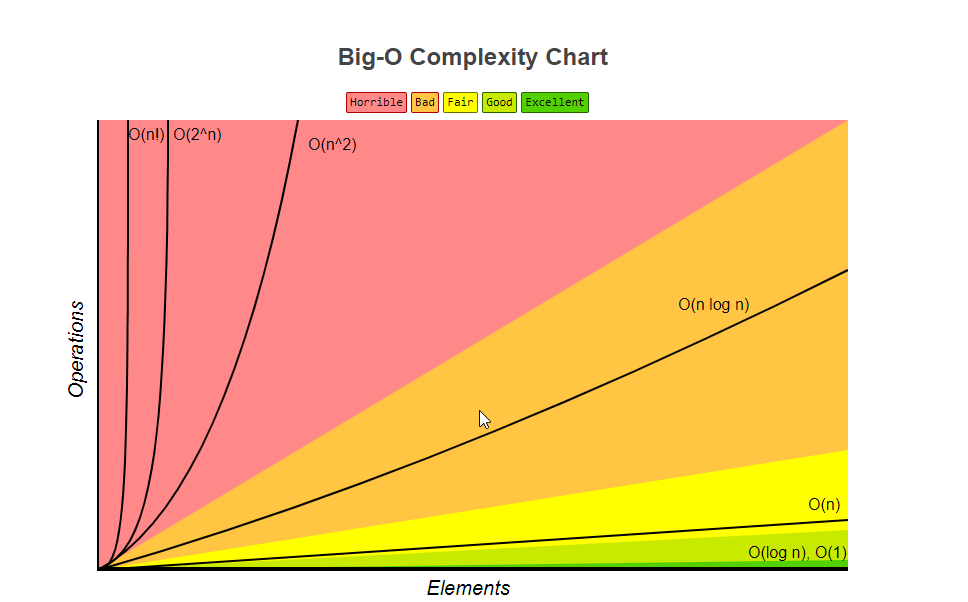 Big-O Complexity Chart
Horrible Bad Fair Good Excellent
O(n!) O(2^n)
O(n^2)
O(n log n)
Operations
O(n)
O(log n), O(1)
Elements